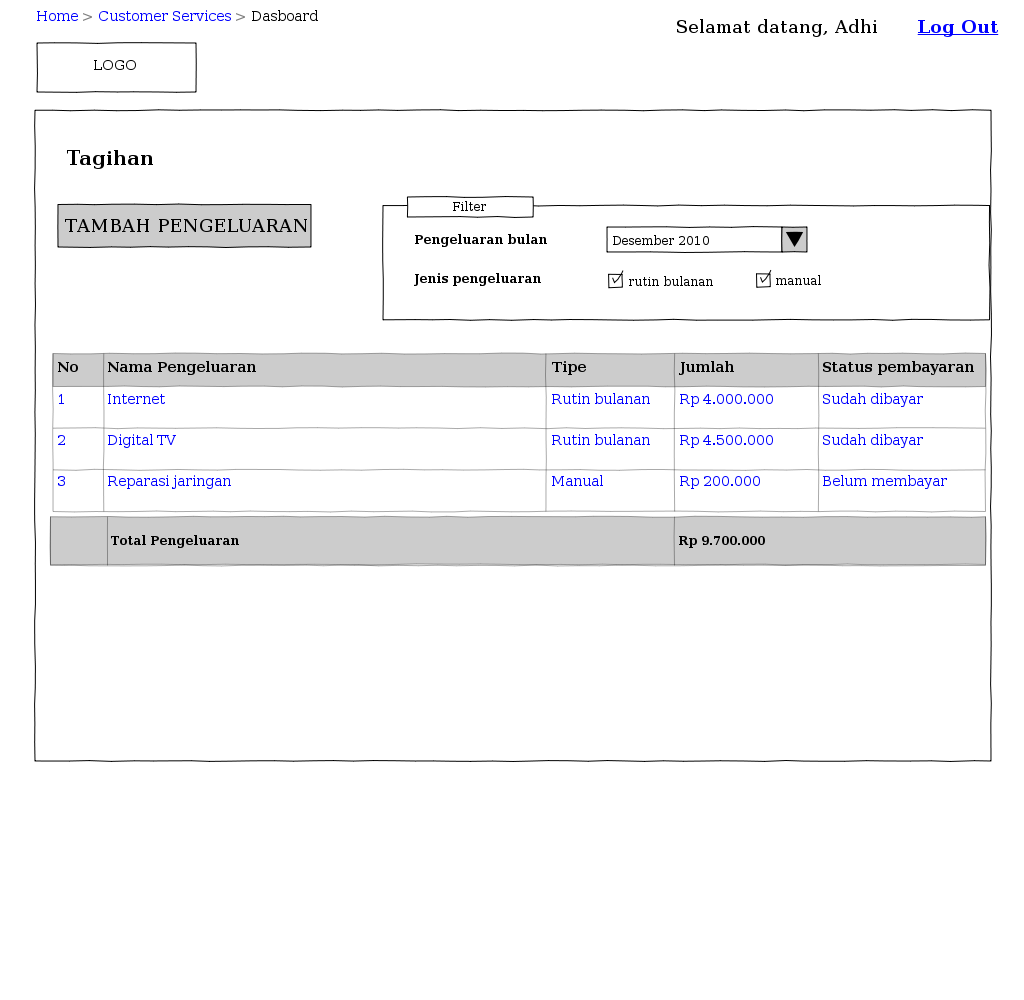 Home > Customer Services > Dasboard
Selamat datang, Adhi Log Out
LOGO
Tagihan
TAMBAH PENGELUARAN
Filter
Pengeluaran bulan Desember 2010
Jenis pengeluaran rutin bulanan manual
No Nama Pengeluaran Tipe Jumlah Status pembayaran
1 Internet Rutin bulanan Rp 4.000.000 Sudah dibayar
2 Digital TV Rutin bulanan Rp 4.500.000 Sudah dibayar
3 Reparasi jaringan Manual Rp 200.000 Belum membayar
Total Pengeluaran Rp 9.700.000